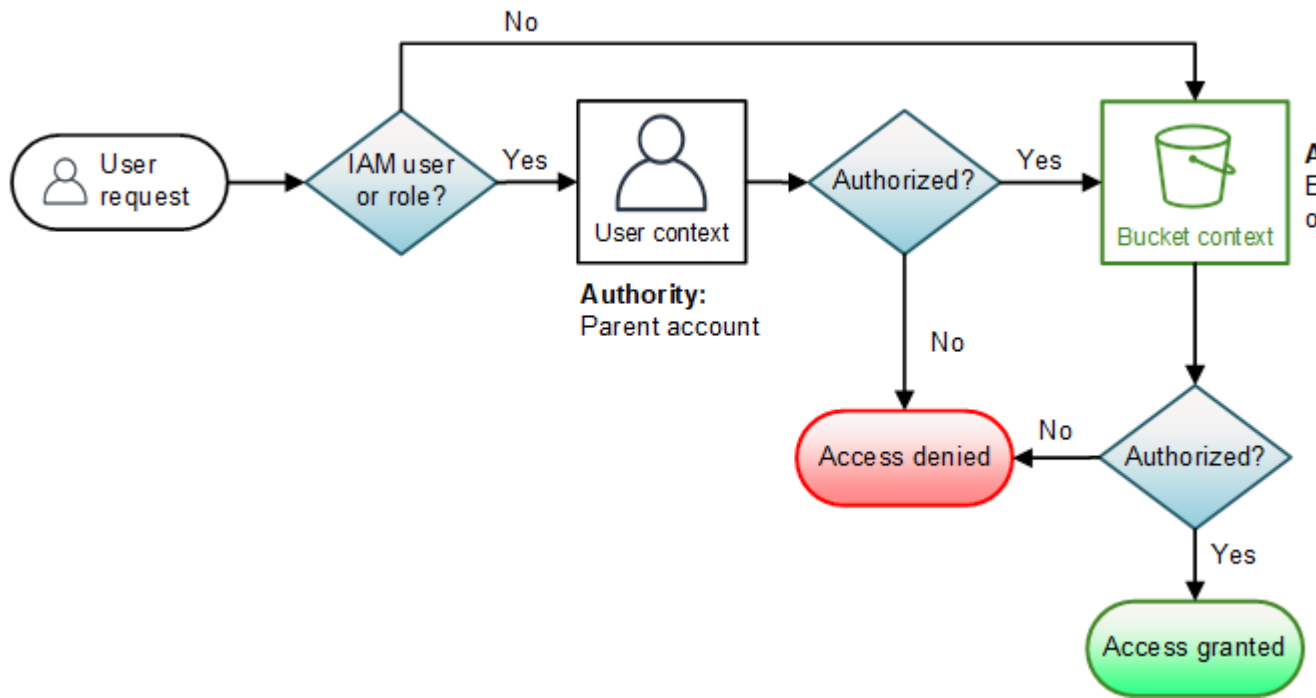 No
User
request
IAM user
or role?
Yes
User context
Authority:
Parent account
Authorized?
Yes
Bucket context
No
Access denied
No
Authorized?
Yes
Access granted